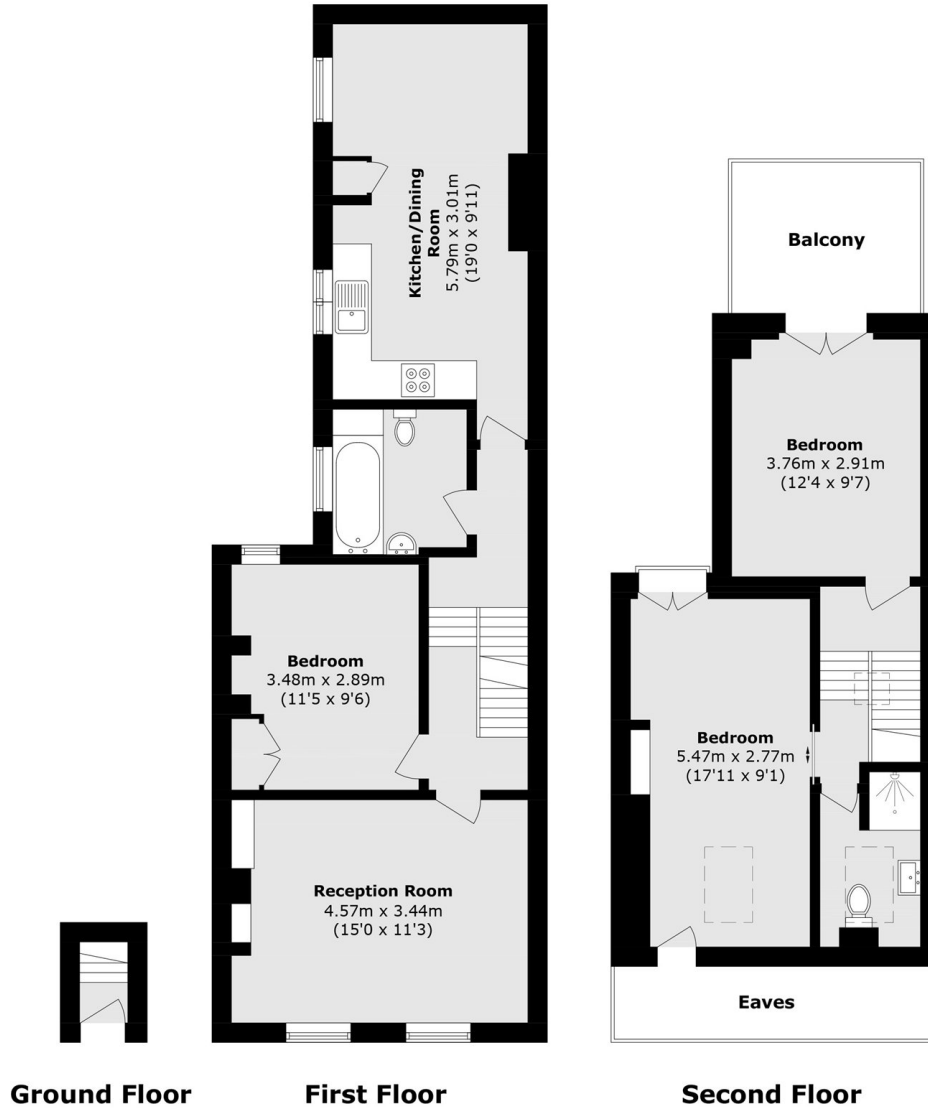 Kitchen/Dining
Room
5.79m x 3.01m
(19'0 x 9'11)
Balcony
Bedroom
3.76m x 2.91m
(12'4 x 9'7)
Bedroom
3.48m x 2.89m
(11'5 x 9'6)
Bedroom
5.47m x 2.77m
(17'11 x 9'1)
Reception Room
4.57m x 3.44m
(15'0 x 11'3)
Eaves
Ground Floor
First Floor
Second Floor